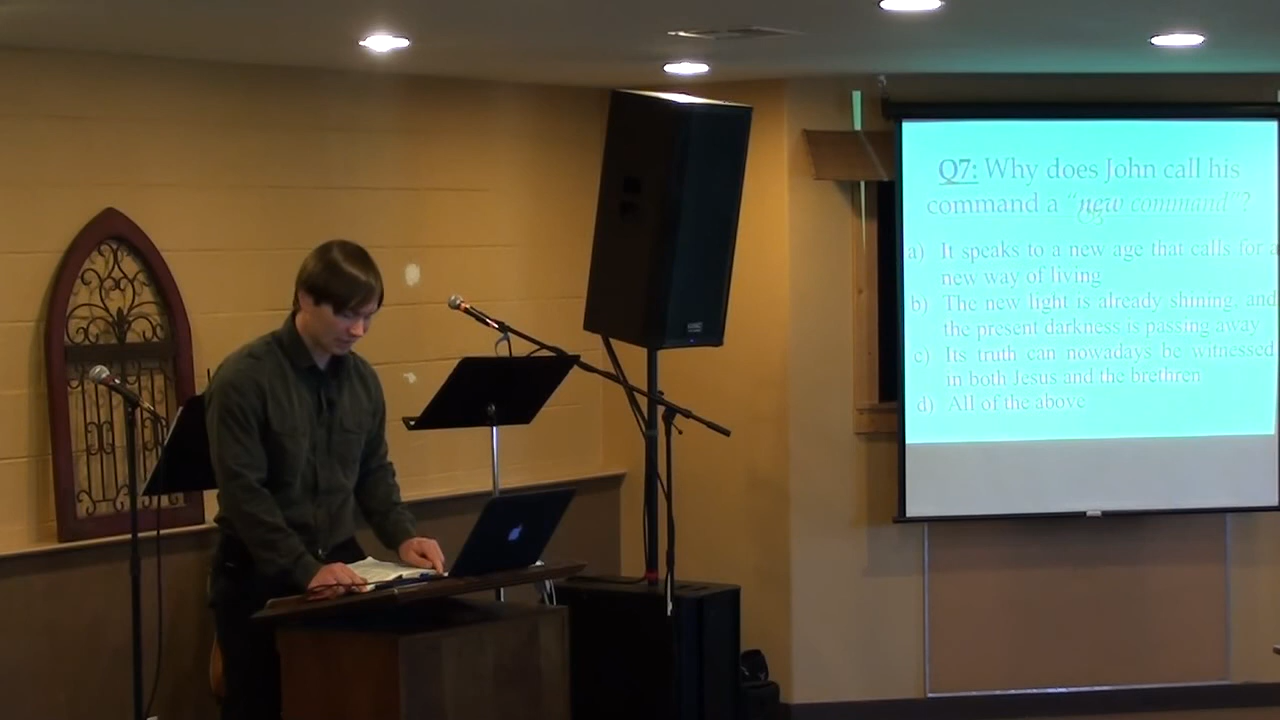 Q7: Why does John call his
command a "new command"?
a) It speaks to a new age that calls for a
new way of living
b) The new light is already shining, and
the present darkness is passing away
c) Its truth can nowadays be witnessed
in both Jesus and the brethren
d) All of the above